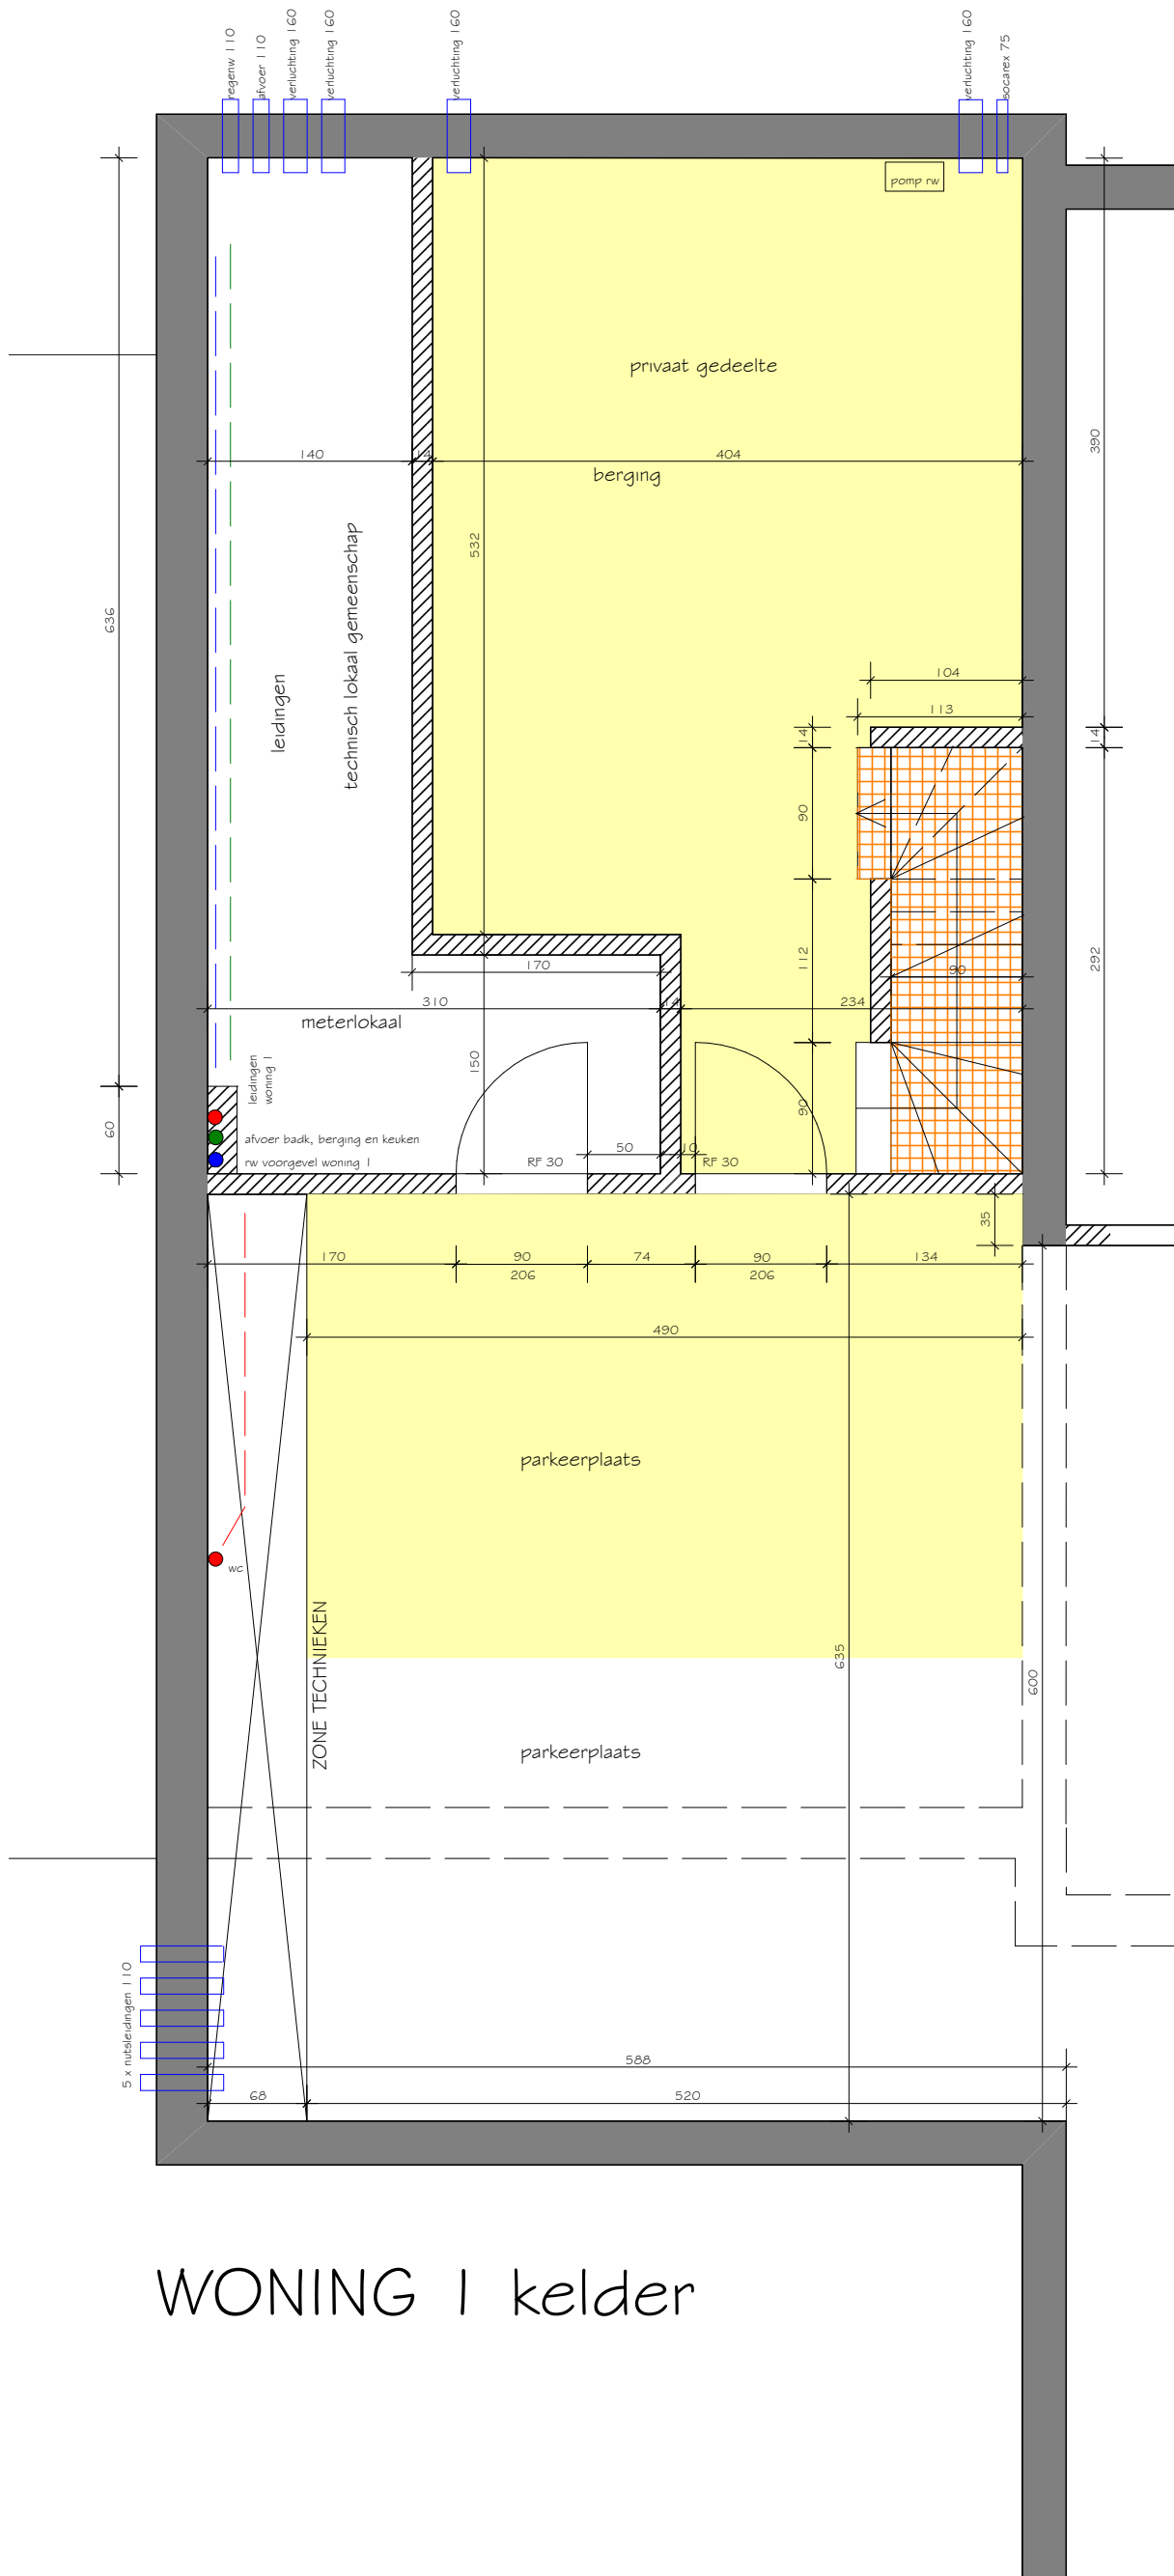 regenw 110
afvoer 110
verluchting 160
verluchting 160
verluchting 160
verluchting 160
socarex 75
pomp rw
privaat gedeelte
140
14
404
berging
390
532
technisch lokaal gemeenschap
636
leidingen
104
113
14
14
90
112
292
170
90
310
14
234
meterlokaal
150
leidingen
woning 1
90
60
afvoer badk, berging en keuken
50
10
rw voorgevel woning 1
RF 30
RF 30
35
170
90
74
90
134
206
206
490
parkeerplaats
wc
ZONE TECHNIEKEN
635
600
parkeerplaats
5 x nutsleidingen 110
588
68
520
WONING 1 kelder